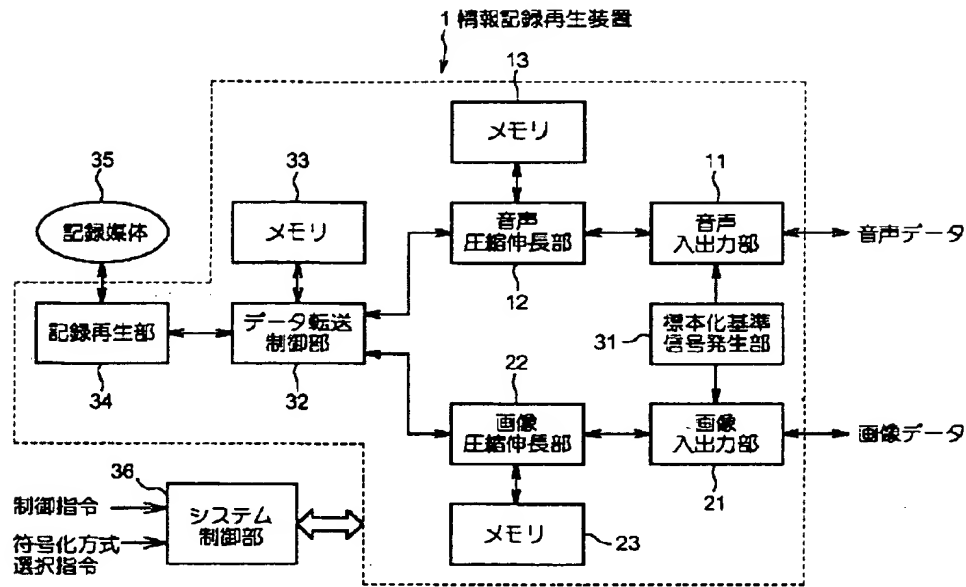 1 情報記録再生装置
13
メモリ
35
33
11
記録媒体
メモリ
音声
圧縮伸長部
音声
入出力部
音声データ
12
記録再生部
データ転送
制御部
31
標本化基準
信号発生部
34
32
22
画像
圧縮伸長部
画像
入出力部
画像データ
36
21
制御指令
システム
制御部
メモリ
23
符号化方式
選択指令